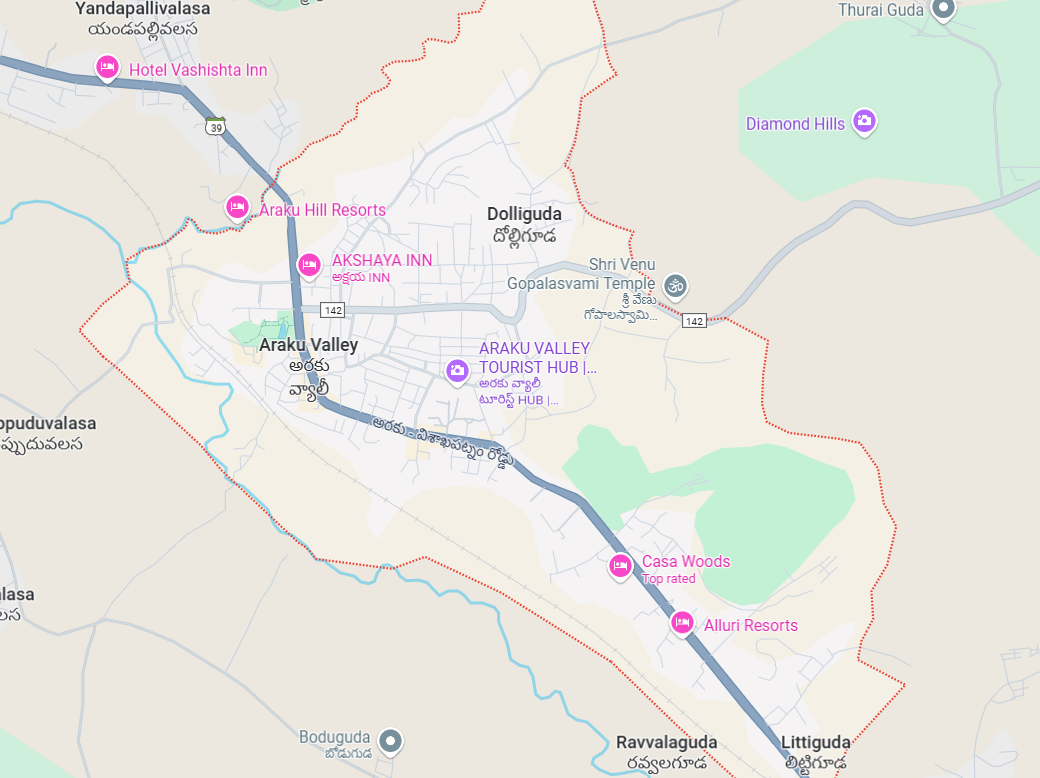 Yandapallivalasa
యండపల్లివలస
Thurai Guda
Hotel Vashishta Inn
39
Diamond Hills
Araku Hill Resorts
Dolliguda
దోల్లిగూడ
AKSHAYA INN
అక్షయ INN
Shri Venu
Gopalasvami Temple
శ్రీ వేణు
గోపాలస్వామి...
142
142
Araku Valley
అరకు
వ్యాలీ
ARAKU VALLEY
TOURIST HUB |...
అరకు వ్యాలీ
టూరిస్ట్ HUB |...
ppuduvalasa
ప్పుదువలస
అరకు - విశాఖపట్నం రోడ్డు
Casa Woods
Top rated
alasa
లస
Alluri Resorts
Boduguda
బోడుగుడ
Ravvalaguda
రవ్వలగూడ
Littiguda
లిట్టిగూడ